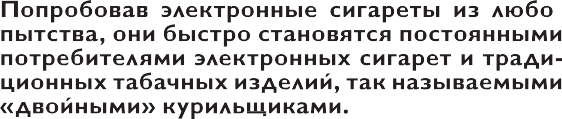 Попробовав электронные сигареты из любо
пытства, они быстро становятся постоянными
потребителями электронных сигарет и тради-
ционных табачных изделий, так называемыми
«двойными» курильщиками.